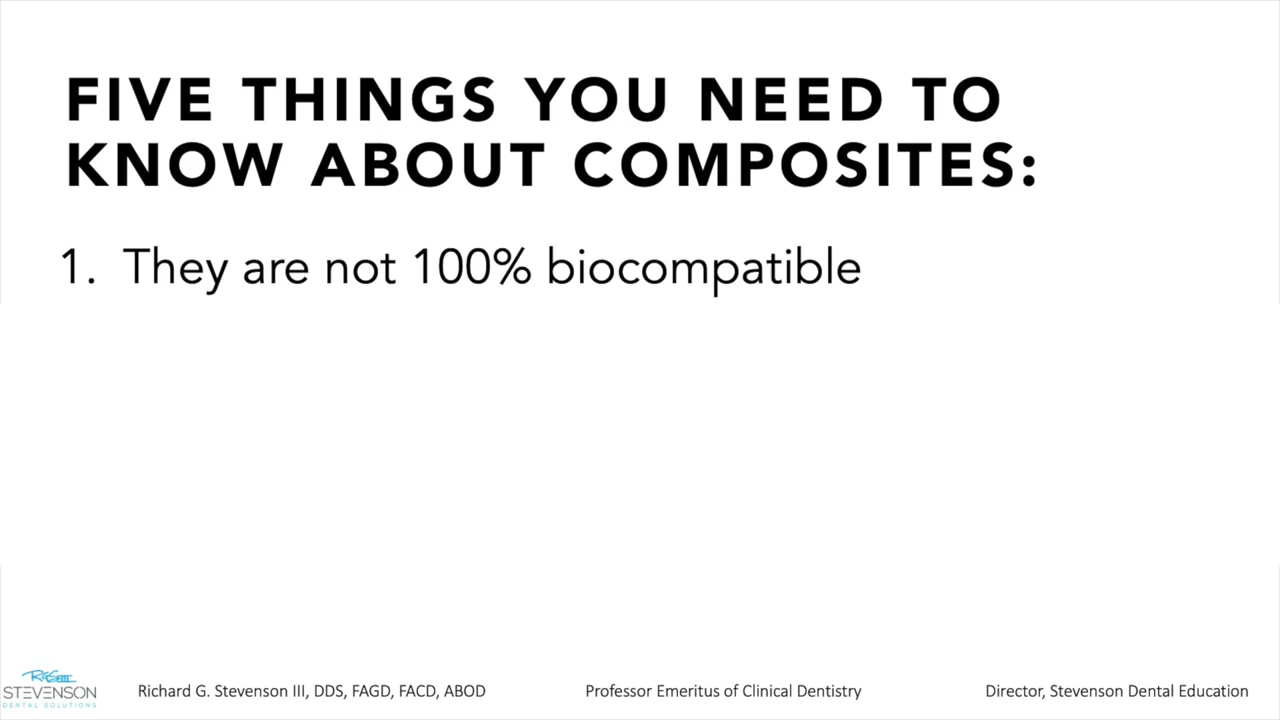 FIVE THINGS YOU NEED TO
KNOW ABOUT COMPOSITES:
1. They are not 100% biocompatible
STEVENSON
DENTAL SOLUTIONS
Richard G. Stevenson III, DDS, FAGD, FACD, ABOD
Professor Emeritus of Clinical Dentistry
Director, Stevenson Dental Education